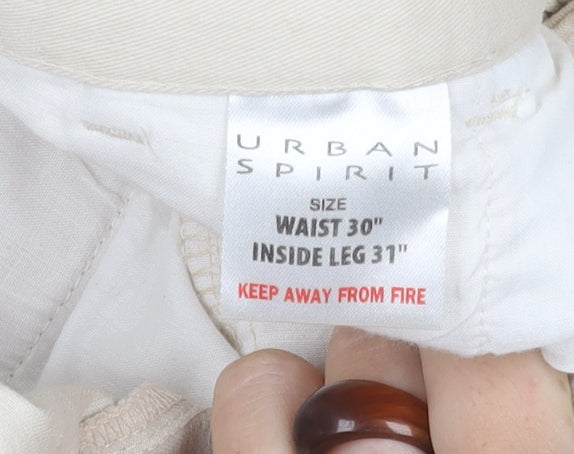 URBAN
SPIRIT
SIZE
WAIST 30"
INSIDE LEG 31"
KEEP AWAY FROM FIRE